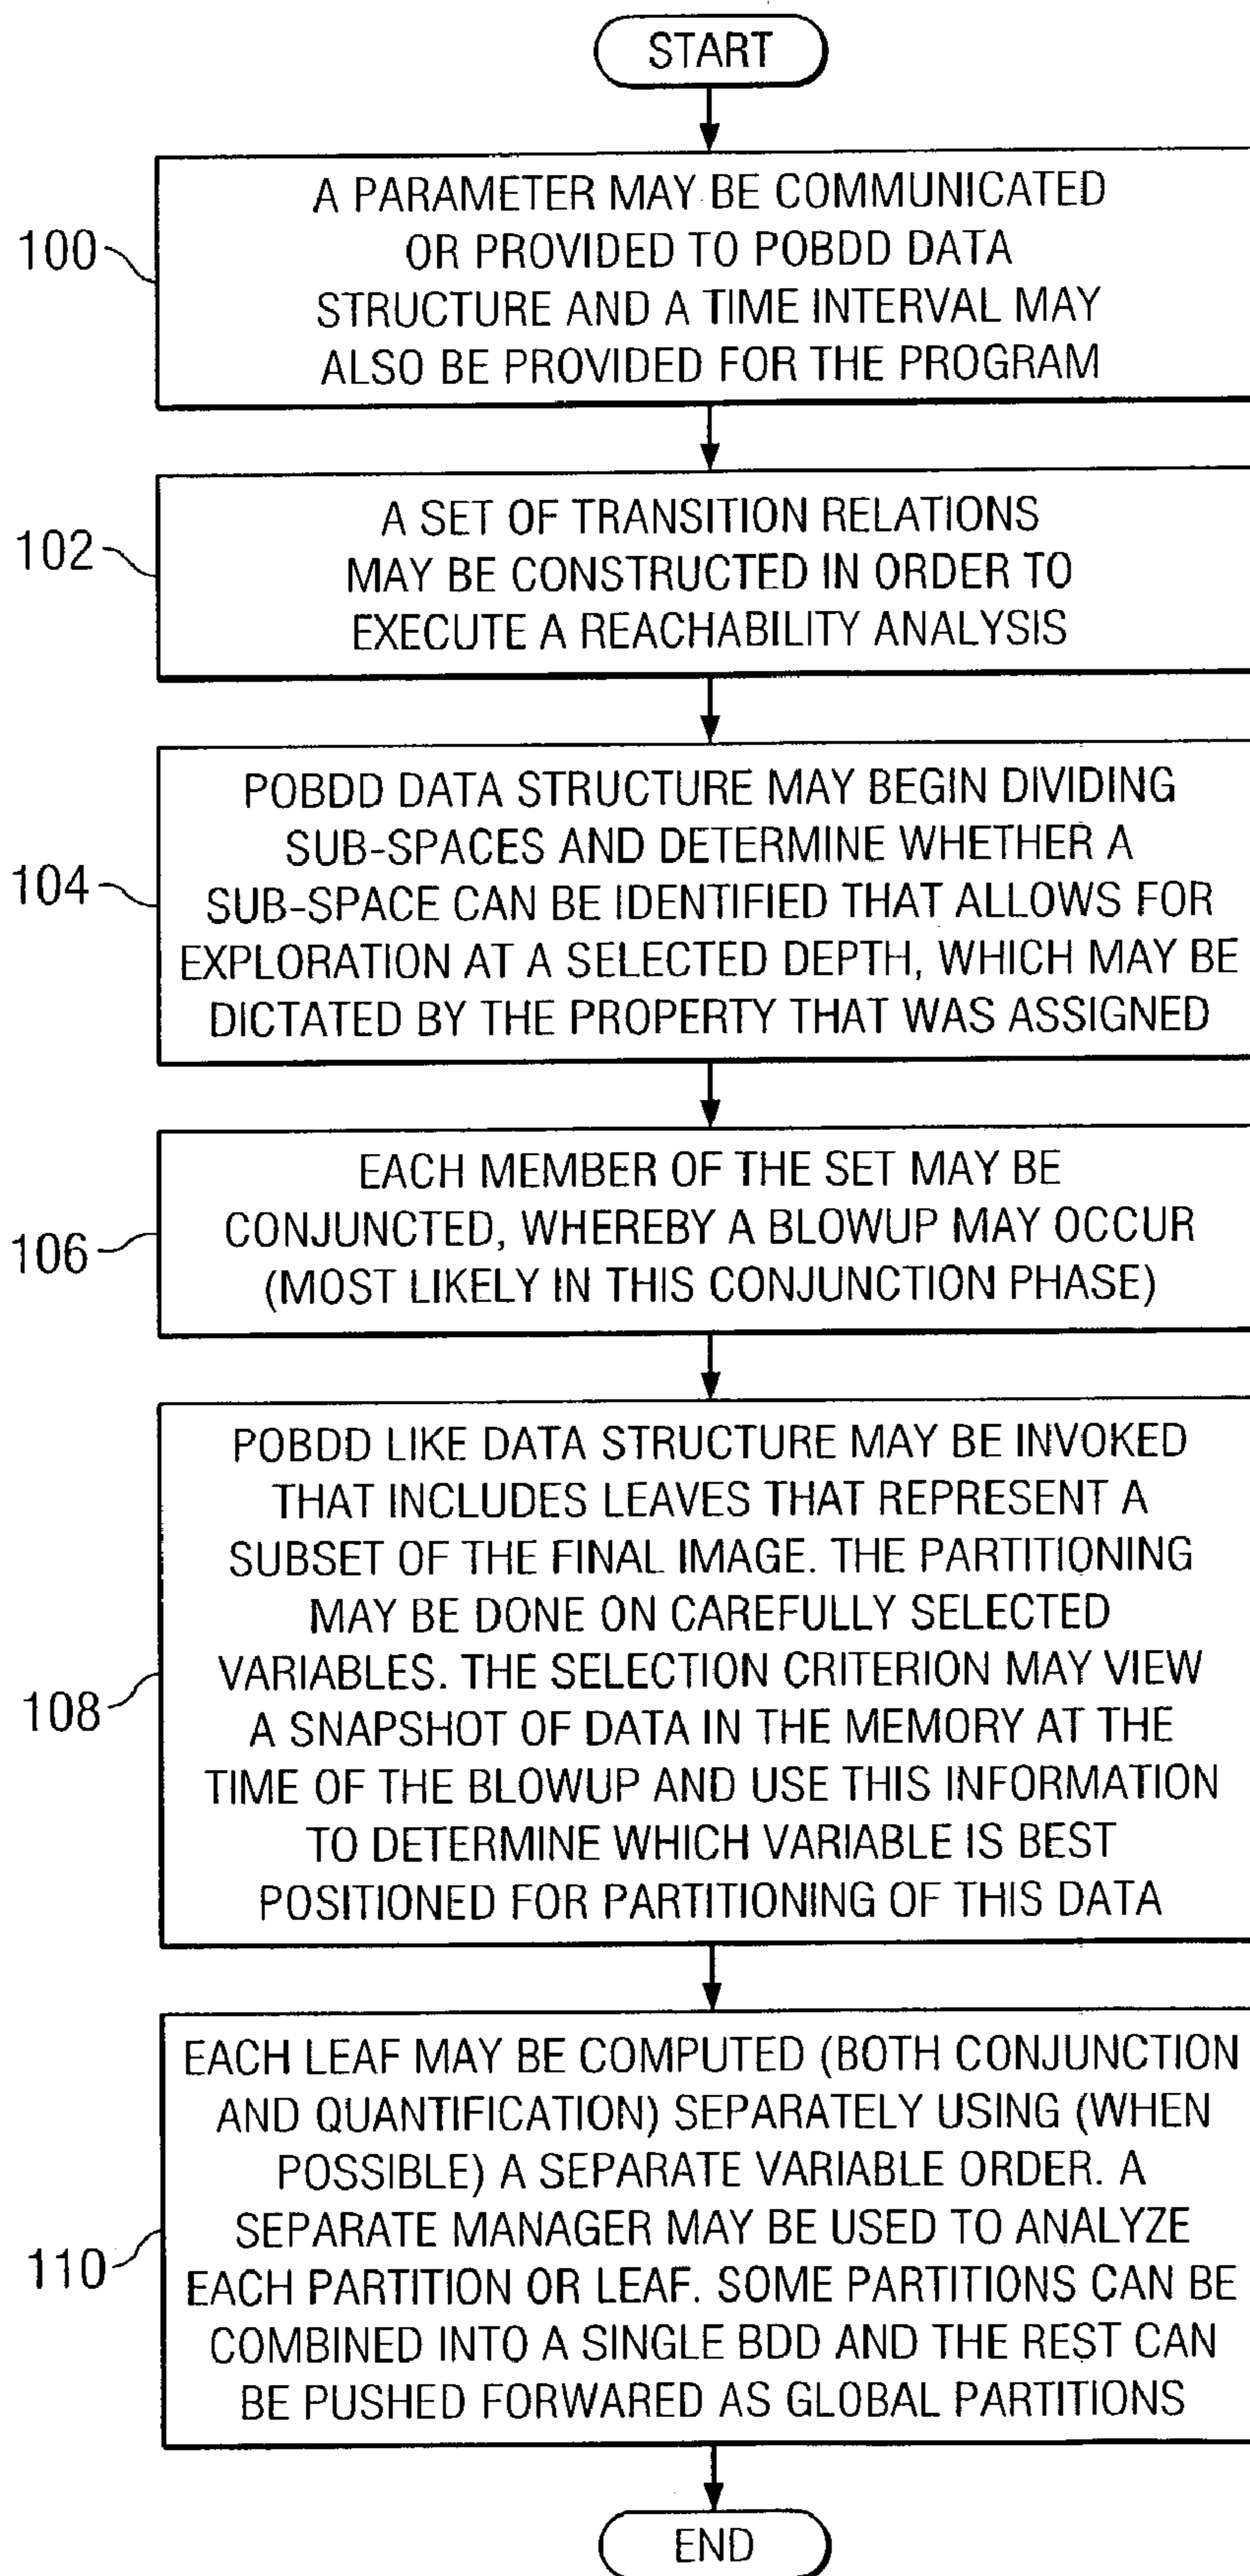 START
A PARAMETER MAY BE COMMUNICATED
OR PROVIDED TO POBDD DATA
STRUCTURE AND A TIME INTERVAL MAY
ALSO BE PROVIDED FOR THE PROGRAM
100
A SET OF TRANSITION RELATIONS
MAY BE CONSTRUCTED IN ORDER TO
EXECUTE A REACHABILITY ANALYSIS
102
POBDD DATA STRUCTURE MAY BEGIN DIVIDING
SUB-SPACES AND DETERMINE WHETHER A
SUB-SPACE CAN BE IDENTIFIED THAT ALLOWS FOR
EXPLORATION AT A SELECTED DEPTH, WHICH MAY BE
DICTATED BY THE PROPERTY THAT WAS ASSIGNED
104
EACH MEMBER OF THE SET MAY BE
CONJUNCTED, WHEREBY A BLOWUP MAY OCCUR
(MOST LIKELY IN THIS CONJUNCTION PHASE)
106
POBDD LIKE DATA STRUCTURE MAY BE INVOKED
THAT INCLUDES LEAVES THAT REPRESENT A
SUBSET OF THE FINAL IMAGE. THE PARTITIONING
MAY BE DONE ON CAREFULLY SELECTED
VARIABLES. THE SELECTION CRITERION MAY VIEW
A SNAPSHOT OF DATA IN THE MEMORY AT THE
TIME OF THE BLOWUP AND USE THIS INFORMATION
TO DETERMINE WHICH VARIABLE IS BEST
POSITIONED FOR PARTITIONING OF THIS DATA
108
EACH LEAF MAY BE COMPUTED (BOTH CONJUNCTION
AND QUANTIFICATION) SEPARATELY USING (WHEN
POSSIBLE) A SEPARATE VARIABLE ORDER. A
SEPARATE MANAGER MAY BE USED TO ANALYZE
EACH PARTITION OR LEAF. SOME PARTITIONS CAN BE
COMBINED INTO A SINGLE BDD AND THE REST CAN
BE PUSHED FORWARED AS GLOBAL PARTITIONS
110
END